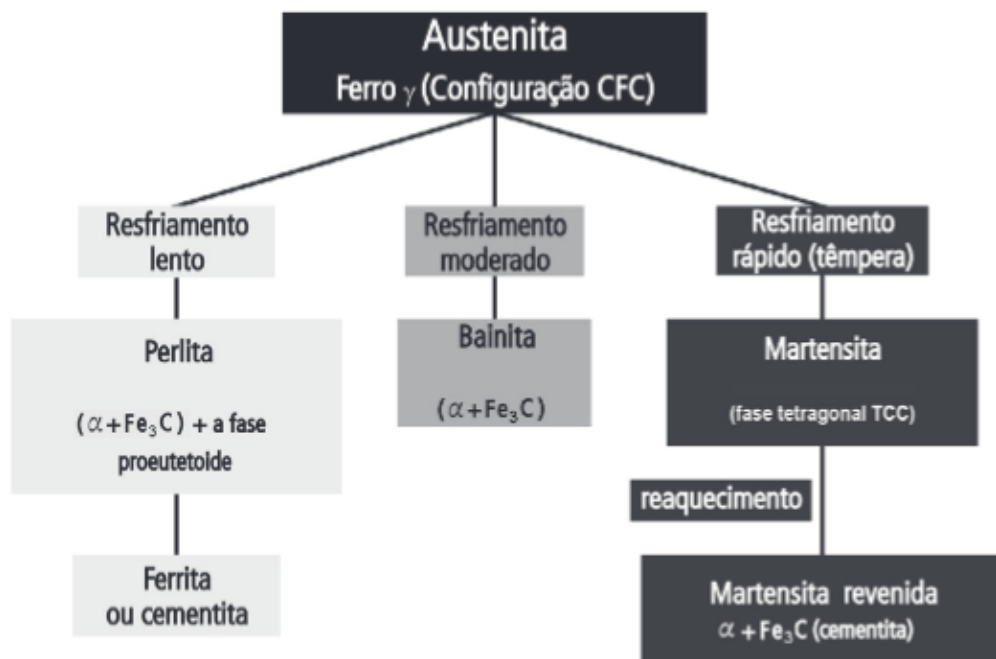 Austenita
Ferro γ (Configuração CFC)
Resfriamento
lento
Resfriamento
moderado
Resfriamento
rápido (têmpera)
Perlita
(α+Fe₃C) + a fase
proeutetoide
Bainita
(α+Fe₃C)
Martensita
(fase tetragonal TCC)
reaquecimento
Ferrita
ou cementita
Martensita revenida
α + Fe₃C (cementita)